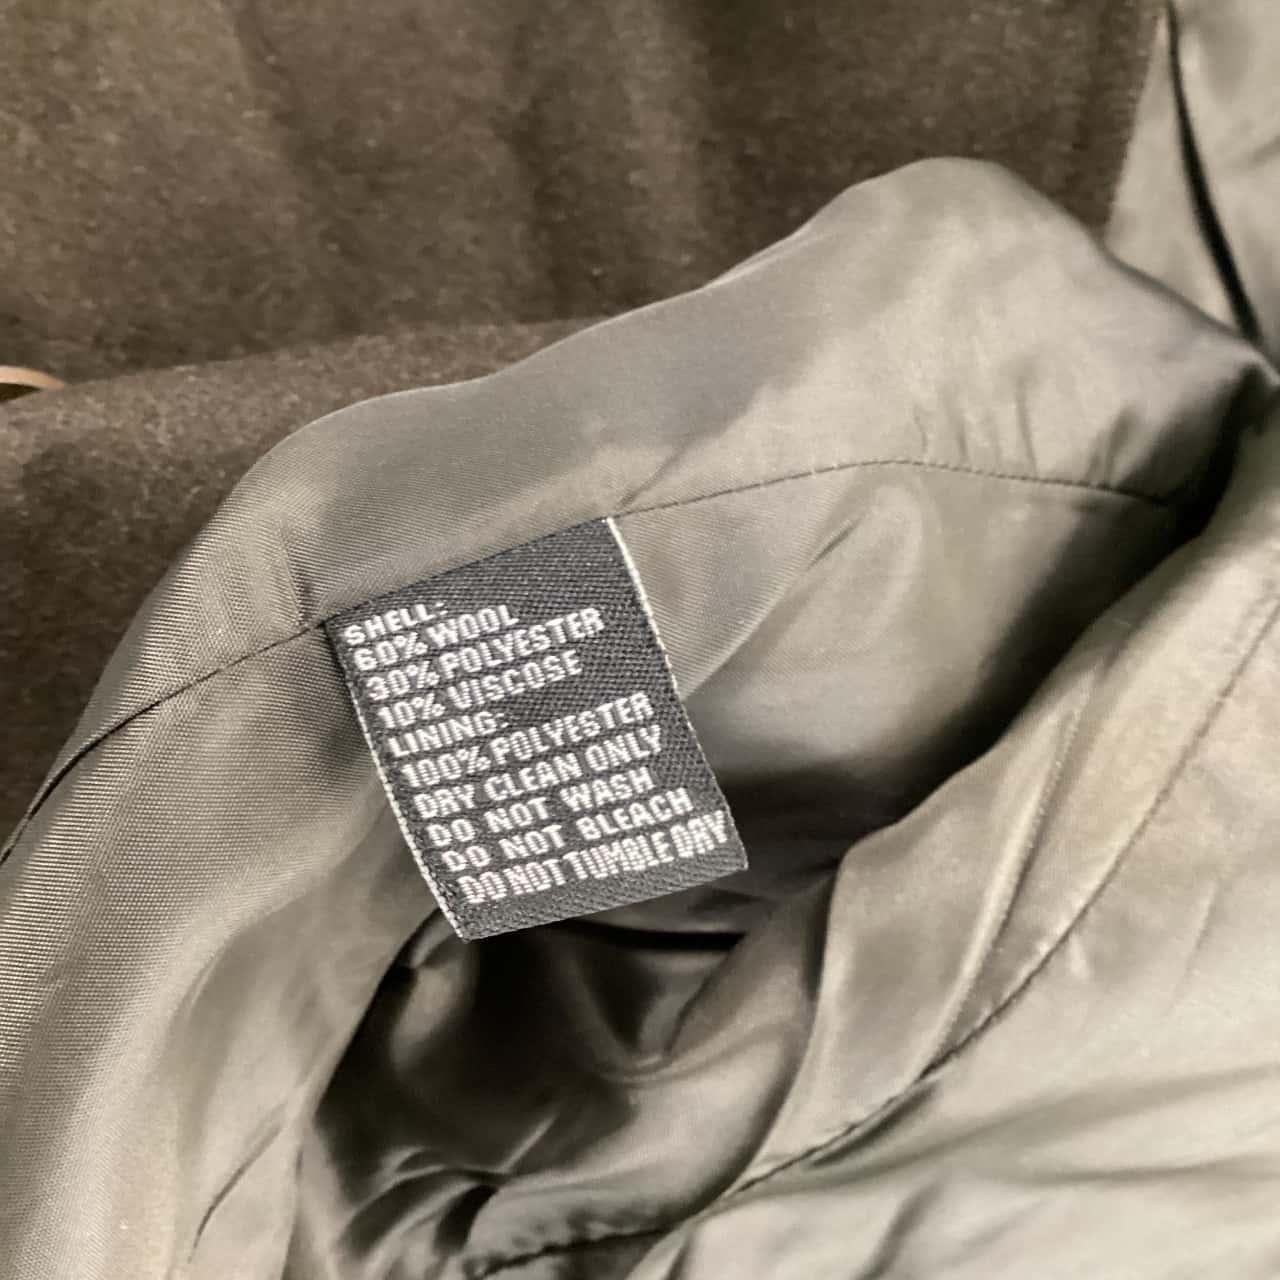 SHELL:
60% WOOL
30% POLYESTER
10% VISCOSE
LINING:
100% POLYESTER
DRY CLEAN ONLY
DO NOT WASH
DO NOT BLEACH
DO NOT TUMBLE DRY